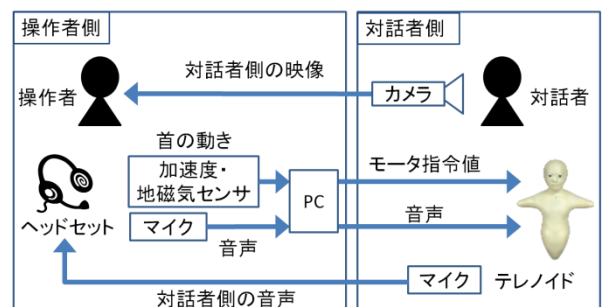 操作者側
対話者側
対話者側の映像
カメラ
操作者
対話者
首の動き
加速度・
地磁気センサ
PC
モータ指令値
マイク
音声
音声
ヘッドセット
マイク
テレノイド
対話者側の音声